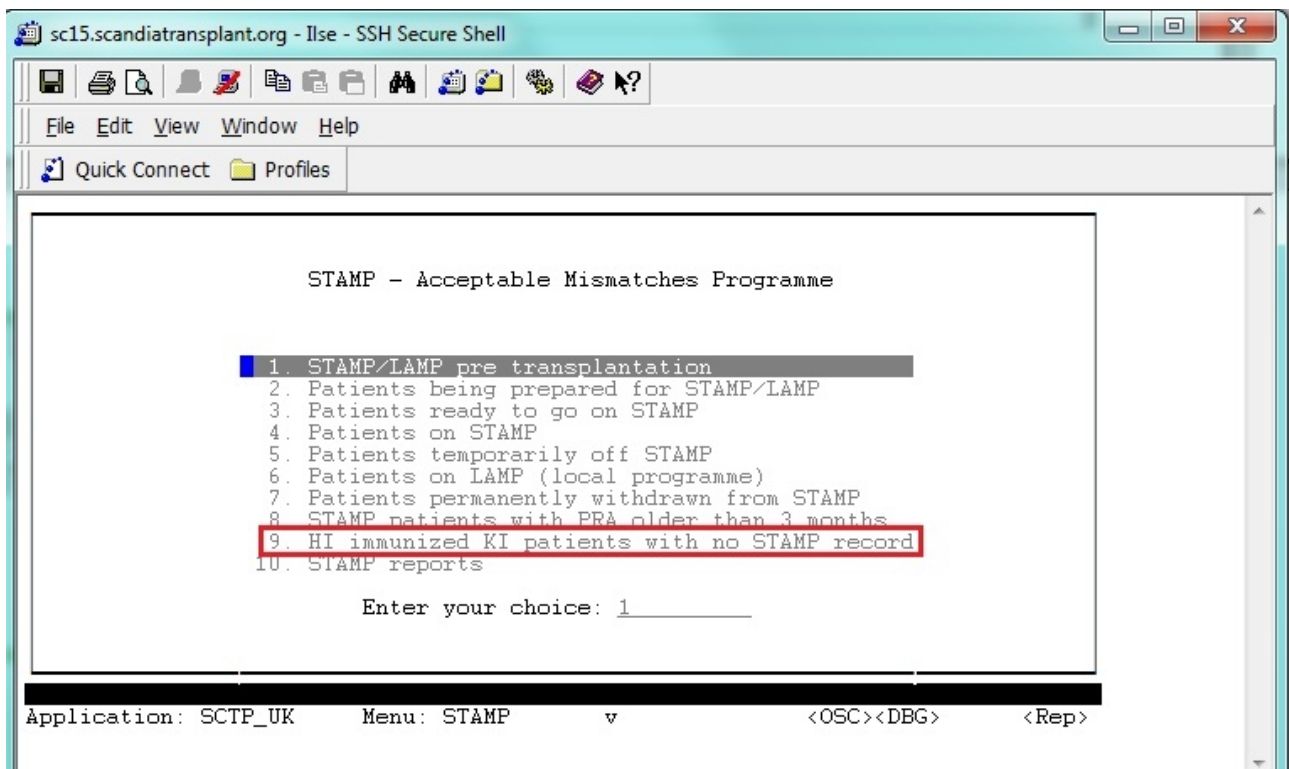 sc15.scandiatransplant.org - Ilse - SSH Secure Shell
File Edit View Window Help
Quick Connect Profiles
STAMP - Acceptable Mismatches Programme
1. STAMP/LAMP pre transplantation
2. Patients being prepared for STAMP/LAMP
3. Patients ready to go on STAMP
4. Patients on STAMP
5. Patients temporarily off STAMP
6. Patients on LAMP (local programme)
7. Patients permanently withdrawn from STAMP
8. STAMP patients with PRA older than 3 months
9. HI immunized KI patients with no STAMP record
10. STAMP reports
Enter your choice: 1
Application: SCTP_UK Menu: STAMP v <OSC><DBG> <Rep>